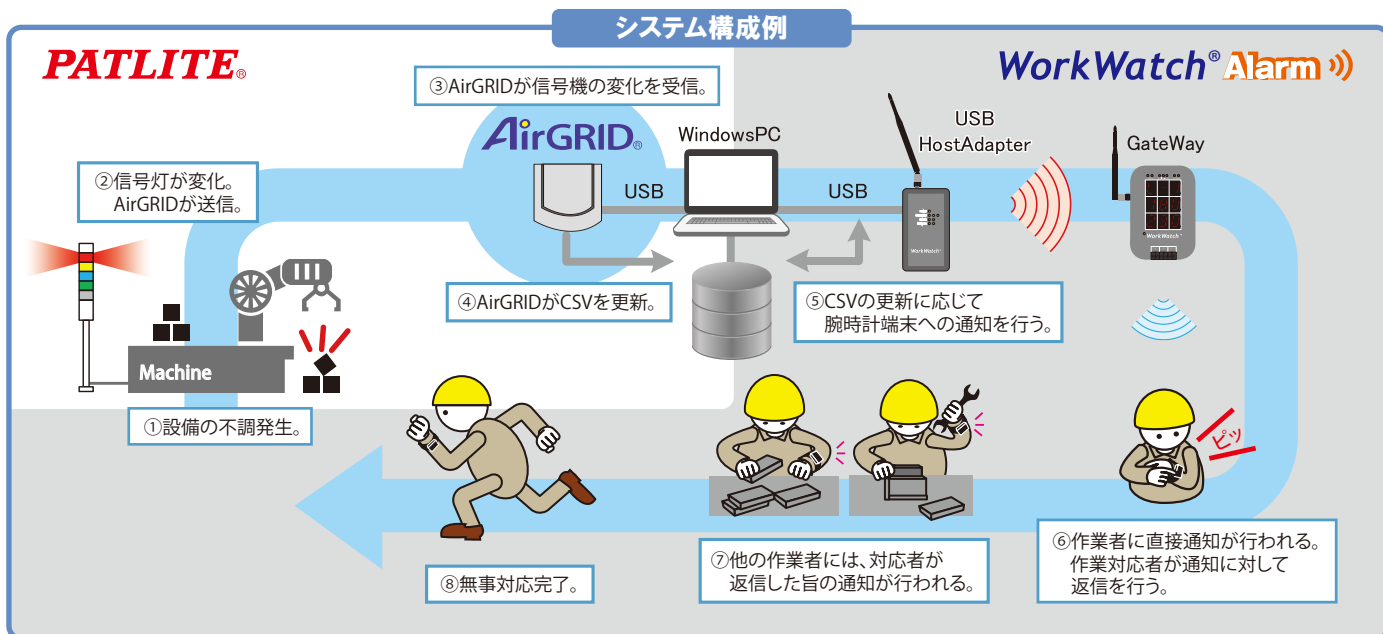 システム構成例
PATLITE®
WorkWatch® Alarm
③AirGRIDが信号機の変化を受信。
AirGRID®
WindowsPC
USB
HostAdapter
GateWay
②信号灯が変化。
AirGRIDが送信。
USB
USB
WorkWatch
WorkWatch
④AirGRIDがCSVを更新。
⑤CSVの更新に応じて
腕時計端末への通知を行う。
Machine
①設備の不調発生。
ピッ
⑥作業者に直接通知が行われる。
作業対応者が通知に対して
返信を行う。
⑦他の作業者には、対応者が
返信した旨の通知が行われる。
⑧無事対応完了。